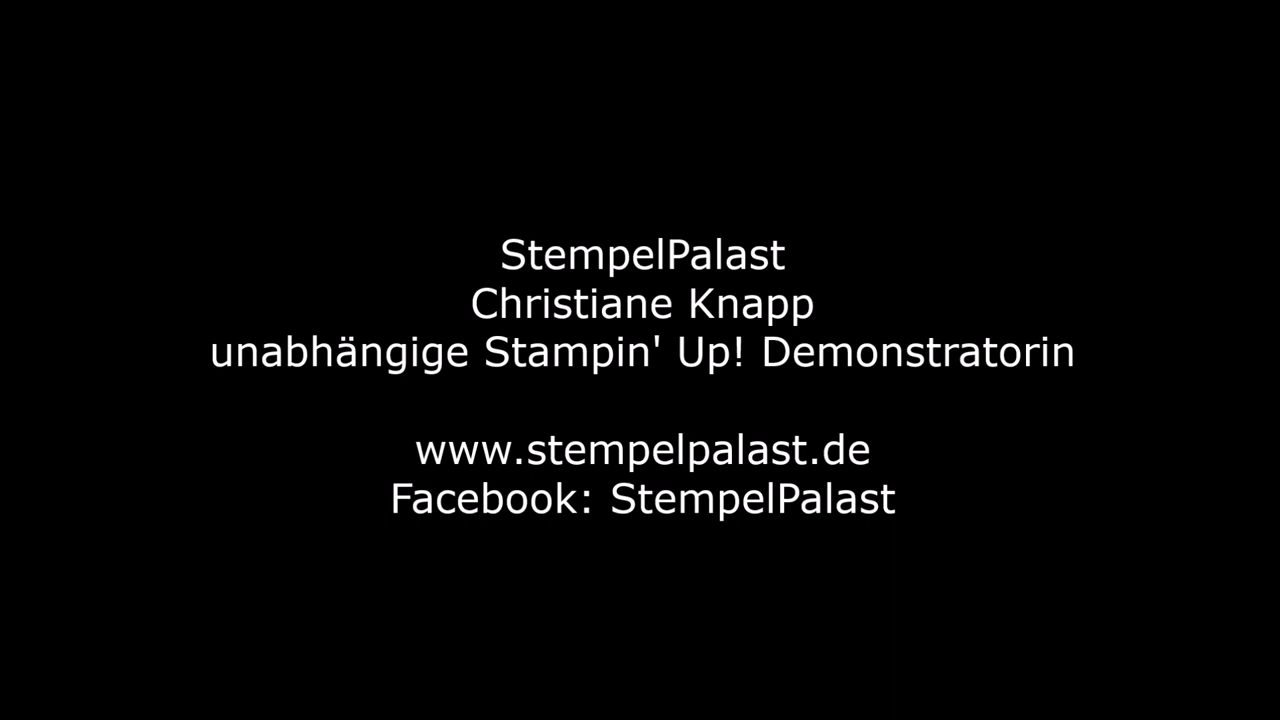 StempelPalast
Christiane Knapp
unabhängige Stampin' Up! Demonstratorin
www.stempelpalast.de
Facebook: StempelPalast